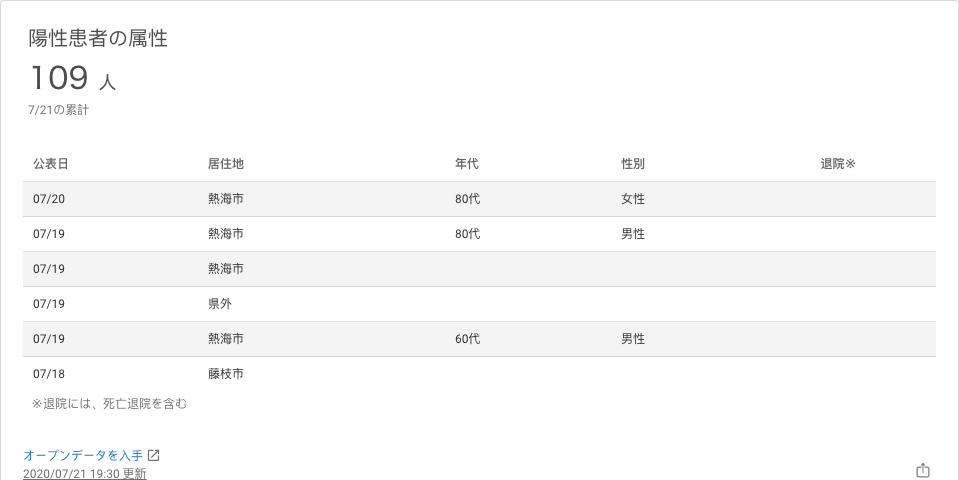 陽性患者の属性
109 人
7/21の累計
公表日 居住地 年代 性別 退院※
07/20 熱海市 80代 女性
07/19 熱海市 80代 男性
07/19 熱海市
07/19 県外
07/19 熱海市 60代 男性
07/18 藤枝市
※退院には、死亡退院を含む
オープンデータを入手
2020/07/21 19:30 更新